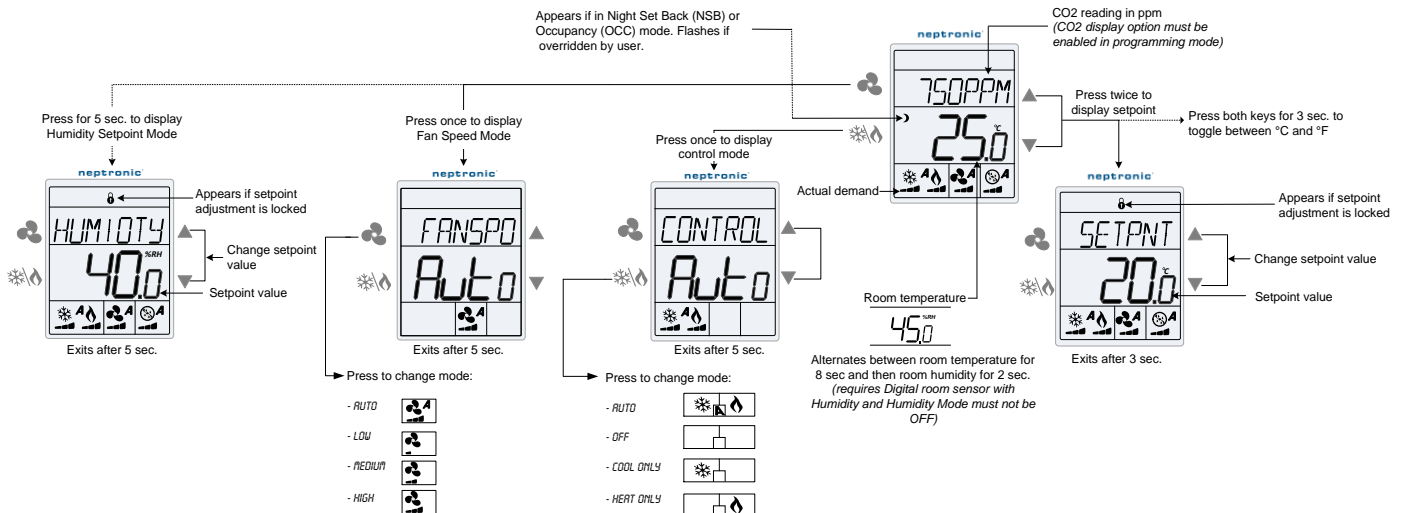 Appears if in Night Set Back (NSB) or
Occupancy (OCC) mode. Flashes if
overridden by user.
CO2 reading in ppm
(CO2 display option must be
enabled in programming mode)
neptronic
750PPM
25.0
°C
A
A
A
Actual demand
Press twice to
display setpoint
Press both keys for 3 sec. to
toggle between °C and °F
Press for 5 sec. to display
Humidity Setpoint Mode
neptronic
Appears if setpoint
adjustment is locked
HUMIDTY
%RH
40.0
A
A
A
Change setpoint
value
Setpoint value
Exits after 5 sec.
Press once to display
Fan Speed Mode
neptronic
FANSPD
Auto
A
Exits after 5 sec.
Press to change mode:
- AUTO
A
- LOW
- MEDIUM
- HIGH
Press once to display
control mode
neptronic
CONTROL
Auto
A
Exits after 5 sec.
Press to change mode:
- AUTO
A
- OFF
- COOL ONLY
- HEAT ONLY
Room temperature
%RH
45.0
Alternates between room temperature for
8 sec and then room humidity for 2 sec.
(requires Digital room sensor with
Humidity and Humidity Mode must not be
OFF)
neptronic
Appears if setpoint
adjustment is locked
SETPNT
°C
20.0
A
A
A
Change setpoint value
Setpoint value
Exits after 3 sec.